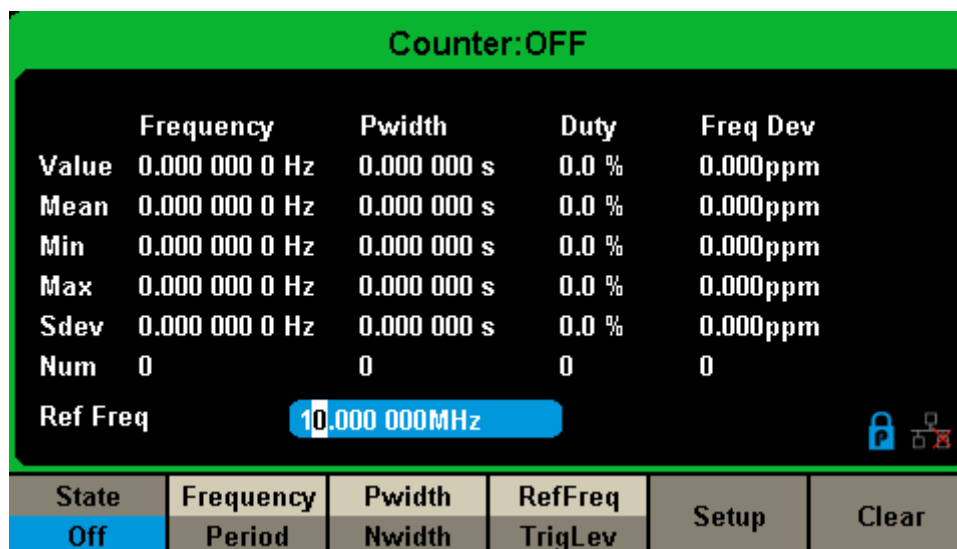 Counter:OFF
Frequency Pwidth Duty Freq Dev
Value 0.000 000 0 Hz 0.000 000 s 0.0 % 0.000ppm
Mean 0.000 000 0 Hz 0.000 000 s 0.0 % 0.000ppm
Min 0.000 000 0 Hz 0.000 000 s 0.0 % 0.000ppm
Max 0.000 000 0 Hz 0.000 000 s 0.0 % 0.000ppm
Sdev 0.000 000 0 Hz 0.000 000 s 0.0 % 0.000ppm
Num 0 0 0 0
Ref Freq 10.000 000MHz
P
State Frequency Pwidth RefFreq Setup Clear
Off Period Nwidth TrigLev